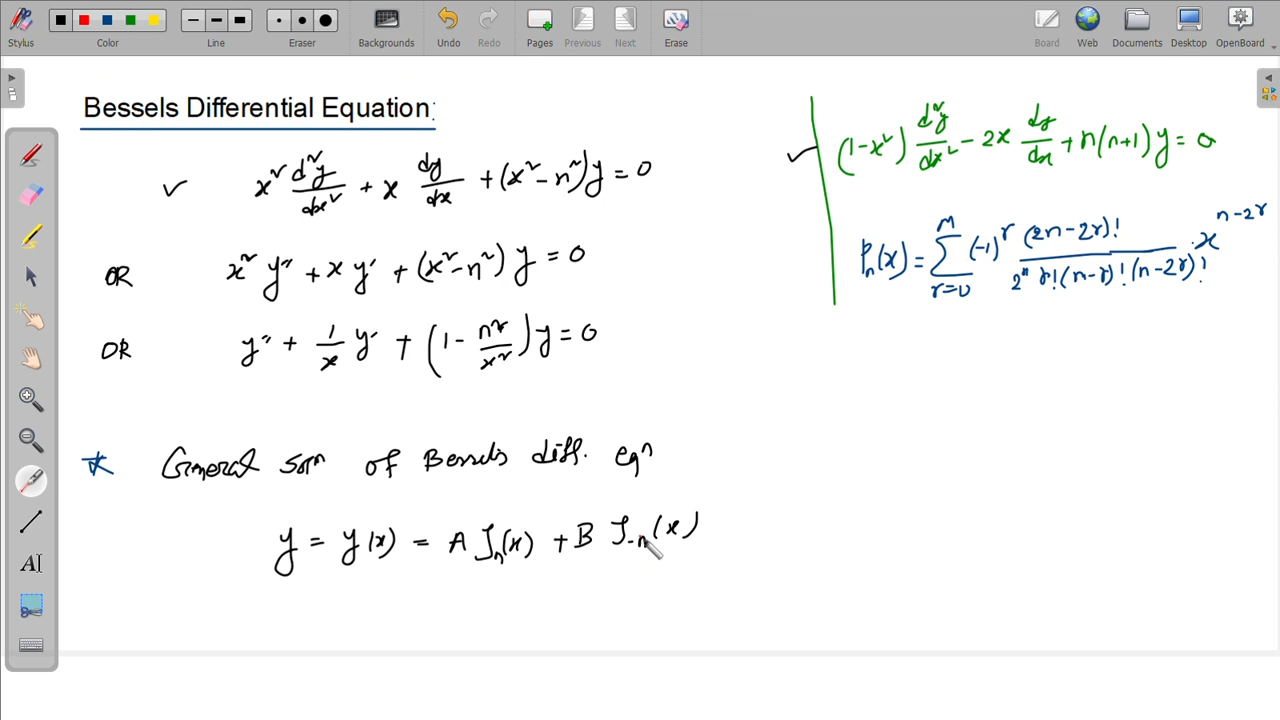 Stylus Color Line Eraser Backgrounds Undo Redo Pages Previous Next Erase Board Web Documents Desktop OpenBoard
Bessels Differential Equation:
x² d²y/dx² + x dy/dx + (x² − n²)y = 0
OR x² y'' + x y' + (x² − n²) y = 0
OR y'' + 1/x y' + (1 − n²/x²) y = 0
General soln of Bessels diff. eqn
y = y(x) = A Jₙ(x) + B J₋ₙ(x)
(1−x²) d²y/dx² − 2x dy/dx + n(n+1) y = 0
Pₙ(x) = ∑_{r=0}^{M} (−1)^r (2n−2r)! / 2ⁿ r! (n−r)! (n−2r)! · x^{n−2r}